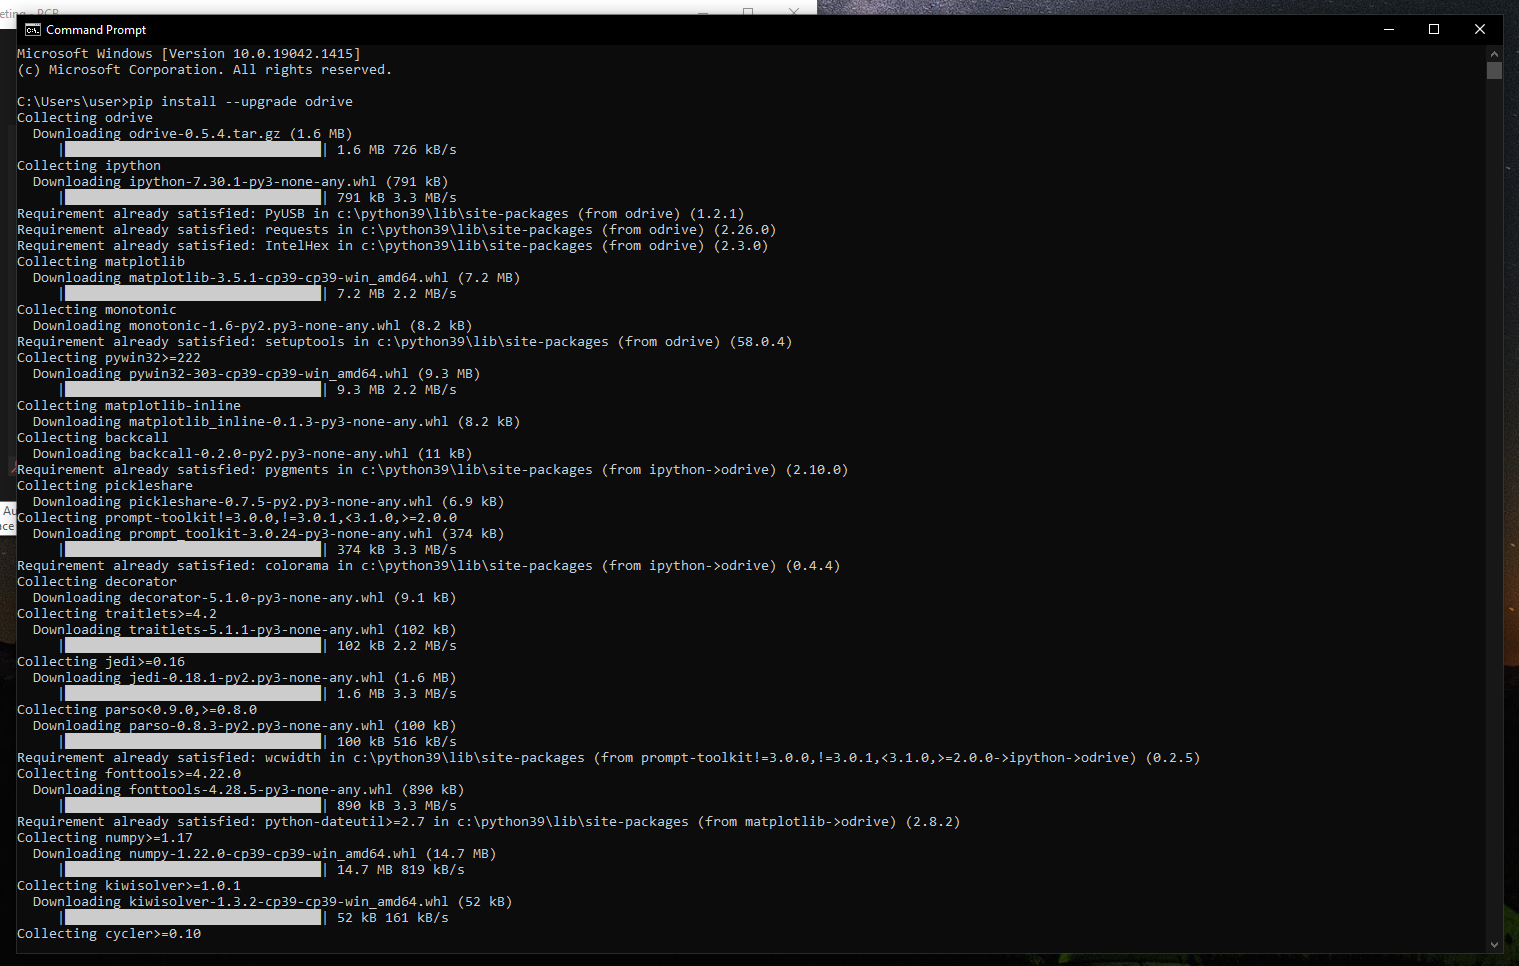 eting - PCB
Command Prompt
Microsoft Windows [Version 10.0.19042.1415]
(c) Microsoft Corporation. All rights reserved.
C:\Users\user>pip install --upgrade odrive
Collecting odrive
Downloading odrive-0.5.4.tar.gz (1.6 MB)
| | 1.6 MB 726 kB/s
Collecting ipython
Downloading ipython-7.30.1-py3-none-any.whl (791 kB)
| | 791 kB 3.3 MB/s
Requirement already satisfied: PyUSB in c:\python39\lib\site-packages (from odrive) (1.2.1)
Requirement already satisfied: requests in c:\python39\lib\site-packages (from odrive) (2.26.0)
Requirement already satisfied: IntelHex in c:\python39\lib\site-packages (from odrive) (2.3.0)
Collecting matplotlib
Downloading matplotlib-3.5.1-cp39-cp39-win_amd64.whl (7.2 MB)
| | 7.2 MB 2.2 MB/s
Collecting monotonic
Downloading monotonic-1.6-py2.py3-none-any.whl (8.2 kB)
Requirement already satisfied: setuptools in c:\python39\lib\site-packages (from odrive) (58.0.4)
Collecting pywin32>=222
Downloading pywin32-303-cp39-cp39-win_amd64.whl (9.3 MB)
| | 9.3 MB 2.2 MB/s
Collecting matplotlib-inline
Downloading matplotlib_inline-0.1.3-py3-none-any.whl (8.2 kB)
Collecting backcall
Downloading backcall-0.2.0-py2.py3-none-any.whl (11 kB)
Requirement already satisfied: pygments in c:\python39\lib\site-packages (from ipython->odrive) (2.10.0)
Collecting pickleshare
Downloading pickleshare-0.7.5-py2.py3-none-any.whl (6.9 kB)
Au
Collecting prompt-toolkit!=3.0.0,!=3.0.1,<3.1.0,>=2.0.0
nce
Downloading prompt_toolkit-3.0.24-py3-none-any.whl (374 kB)
| | 374 kB 3.3 MB/s
Requirement already satisfied: colorama in c:\python39\lib\site-packages (from ipython->odrive) (0.4.4)
Collecting decorator
Downloading decorator-5.1.0-py3-none-any.whl (9.1 kB)
Collecting traitlets>=4.2
Downloading traitlets-5.1.1-py3-none-any.whl (102 kB)
| | 102 kB 2.2 MB/s
Collecting jedi>=0.16
Downloading jedi-0.18.1-py2.py3-none-any.whl (1.6 MB)
| | 1.6 MB 3.3 MB/s
Collecting parso<0.9.0,>=0.8.0
Downloading parso-0.8.3-py2.py3-none-any.whl (100 kB)
| | 100 kB 516 kB/s
Requirement already satisfied: wcwidth in c:\python39\lib\site-packages (from prompt-toolkit!=3.0.0,!=3.0.1,<3.1.0,>=2.0.0->ipython->odrive) (0.2.5)
Collecting fonttools>=4.22.0
Downloading fonttools-4.28.5-py3-none-any.whl (890 kB)
| | 890 kB 3.3 MB/s
Requirement already satisfied: python-dateutil>=2.7 in c:\python39\lib\site-packages (from matplotlib->odrive) (2.8.2)
Collecting numpy>=1.17
Downloading numpy-1.22.0-cp39-cp39-win_amd64.whl (14.7 MB)
| | 14.7 MB 819 kB/s
Collecting kiwisolver>=1.0.1
Downloading kiwisolver-1.3.2-cp39-cp39-win_amd64.whl (52 kB)
| | 52 kB 161 kB/s
Collecting cycler>=0.10